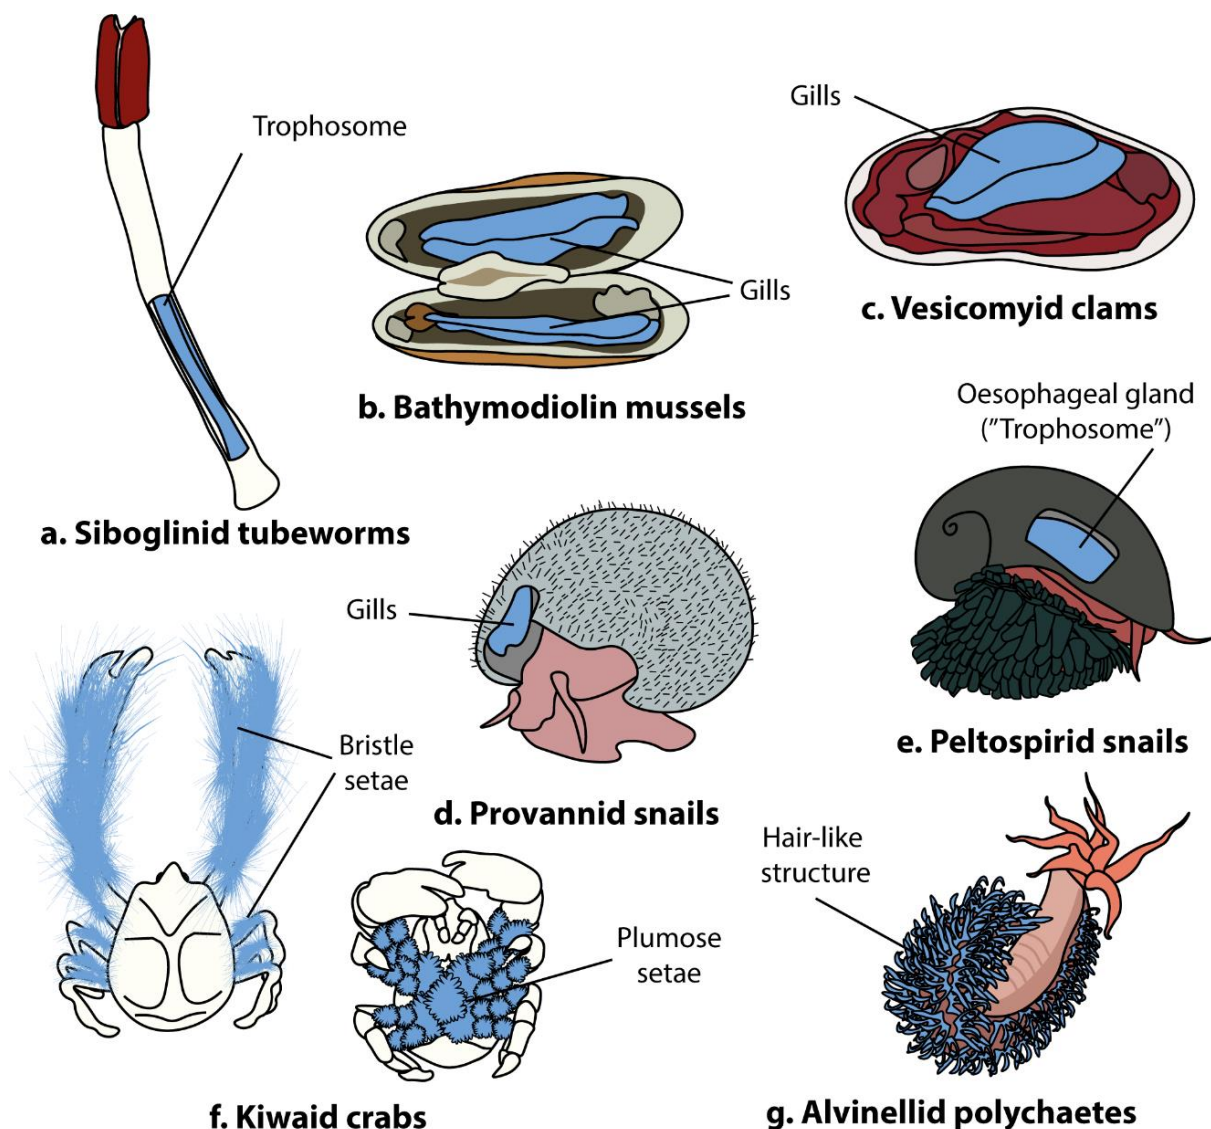 Trophosome
a. Siboglinid tubeworms
Gills
b. Bathymodiolin mussels
Gills
c. Vesicomyid clams
Gills
d. Provannid snails
Oesophageal gland
("Trophosome")
e. Peltospirid snails
Bristle
setae
Plumose
setae
f. Kiwaid crabs
Hair-like
structure
g. Alvinellid polychaetes